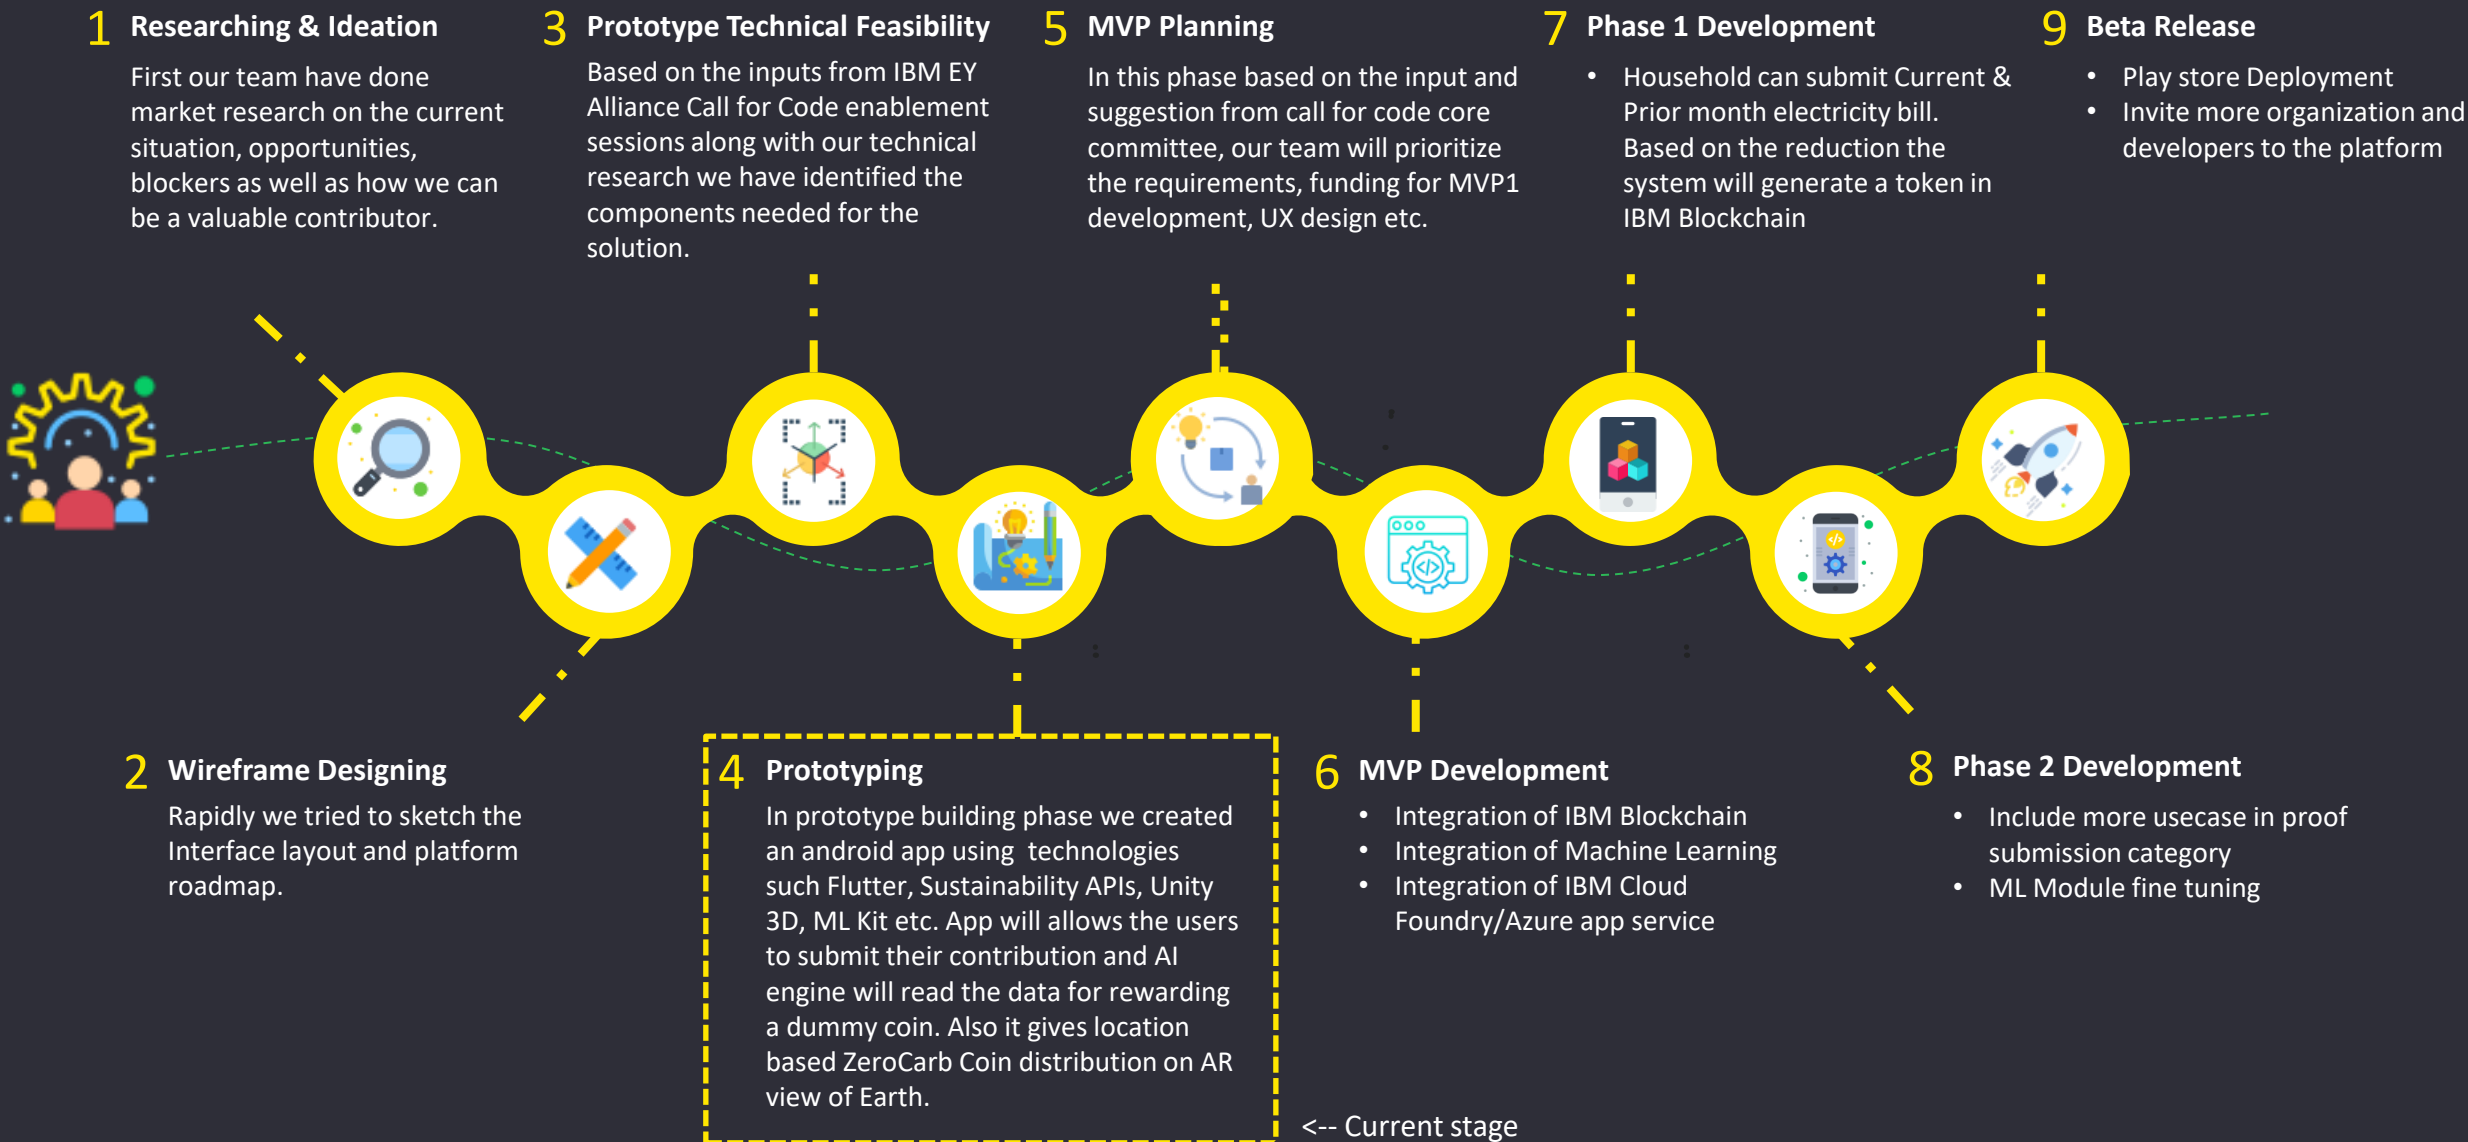 1 Researching & Ideation
First our team have done
market research on the current
situation, opportunities,
blockers as well as how we can
be a valuable contributor.
3 Prototype Technical Feasibility
Based on the inputs from IBM EY
Alliance Call for Code enablement
sessions along with our technical
research we have identified the
components needed for the
solution.
5 MVP Planning
In this phase based on the input and
suggestion from call for code core
committee, our team will prioritize
the requirements, funding for MVP1
development, UX design etc.
7 Phase 1 Development
• Household can submit Current &
Prior month electricity bill.
Based on the reduction the
system will generate a token in
IBM Blockchain
9 Beta Release
• Play store Deployment
• Invite more organization and
developers to the platform
2 Wireframe Designing
Rapidly we tried to sketch the
Interface layout and platform
roadmap.
4 Prototyping
In prototype building phase we created
an android app using technologies
such Flutter, Sustainability APIs, Unity
3D, ML Kit etc. App will allows the users
to submit their contribution and AI
engine will read the data for rewarding
a dummy coin. Also it gives location
based ZeroCarb Coin distribution on AR
view of Earth.
<-- Current stage
6 MVP Development
• Integration of IBM Blockchain
• Integration of Machine Learning
• Integration of IBM Cloud
Foundry/Azure app service
8 Phase 2 Development
• Include more usecase in proof
submission category
• ML Module fine tuning